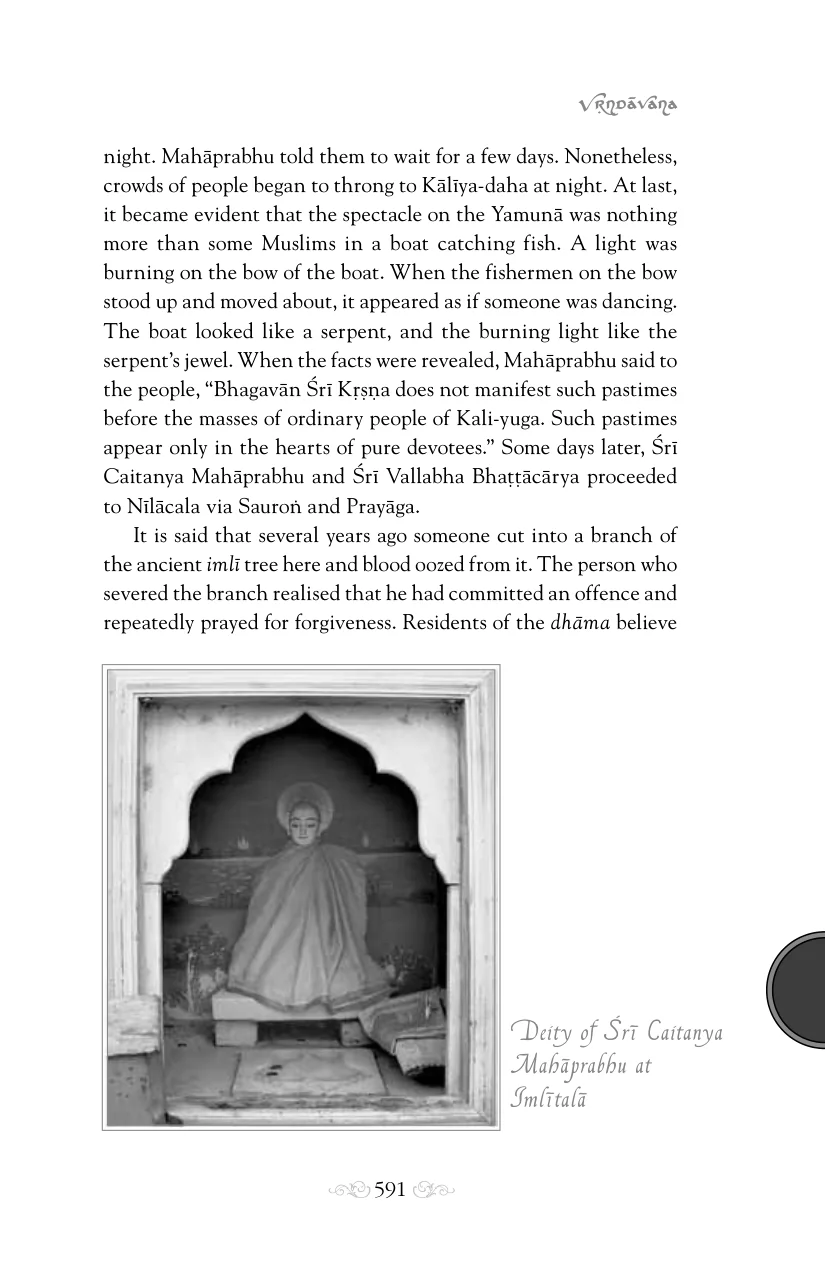 Vṛṇdāvaṇa
night. Mahāprabhu told them to wait for a few days. Nonetheless,
crowds of people began to throng to Kālīya-daha at night. At last,
it became evident that the spectacle on the Yamunā was nothing
more than some Muslims in a boat catching fish. A light was
burning on the bow of the boat. When the fishermen on the bow
stood up and moved about, it appeared as if someone was dancing.
The boat looked like a serpent, and the burning light like the
serpent’s jewel. When the facts were revealed, Mahāprabhu said to
the people, “Bhagavān Śrī Kṛṣṇa does not manifest such pastimes
before the masses of ordinary people of Kali-yuga. Such pastimes
appear only in the hearts of pure devotees.” Some days later, Śrī
Caitanya Mahāprabhu and Śrī Vallabha Bhaṭṭācārya proceeded
to Nīlācala via Sauroṅ and Prayāga.
It is said that several years ago someone cut into a branch of
the ancient imlī tree here and blood oozed from it. The person who
severed the branch realised that he had committed an offence and
repeatedly prayed for forgiveness. Residents of the dhāma believe
Deity of Śrī Caitanya
Mahāprabhu at
Imlītalā
591